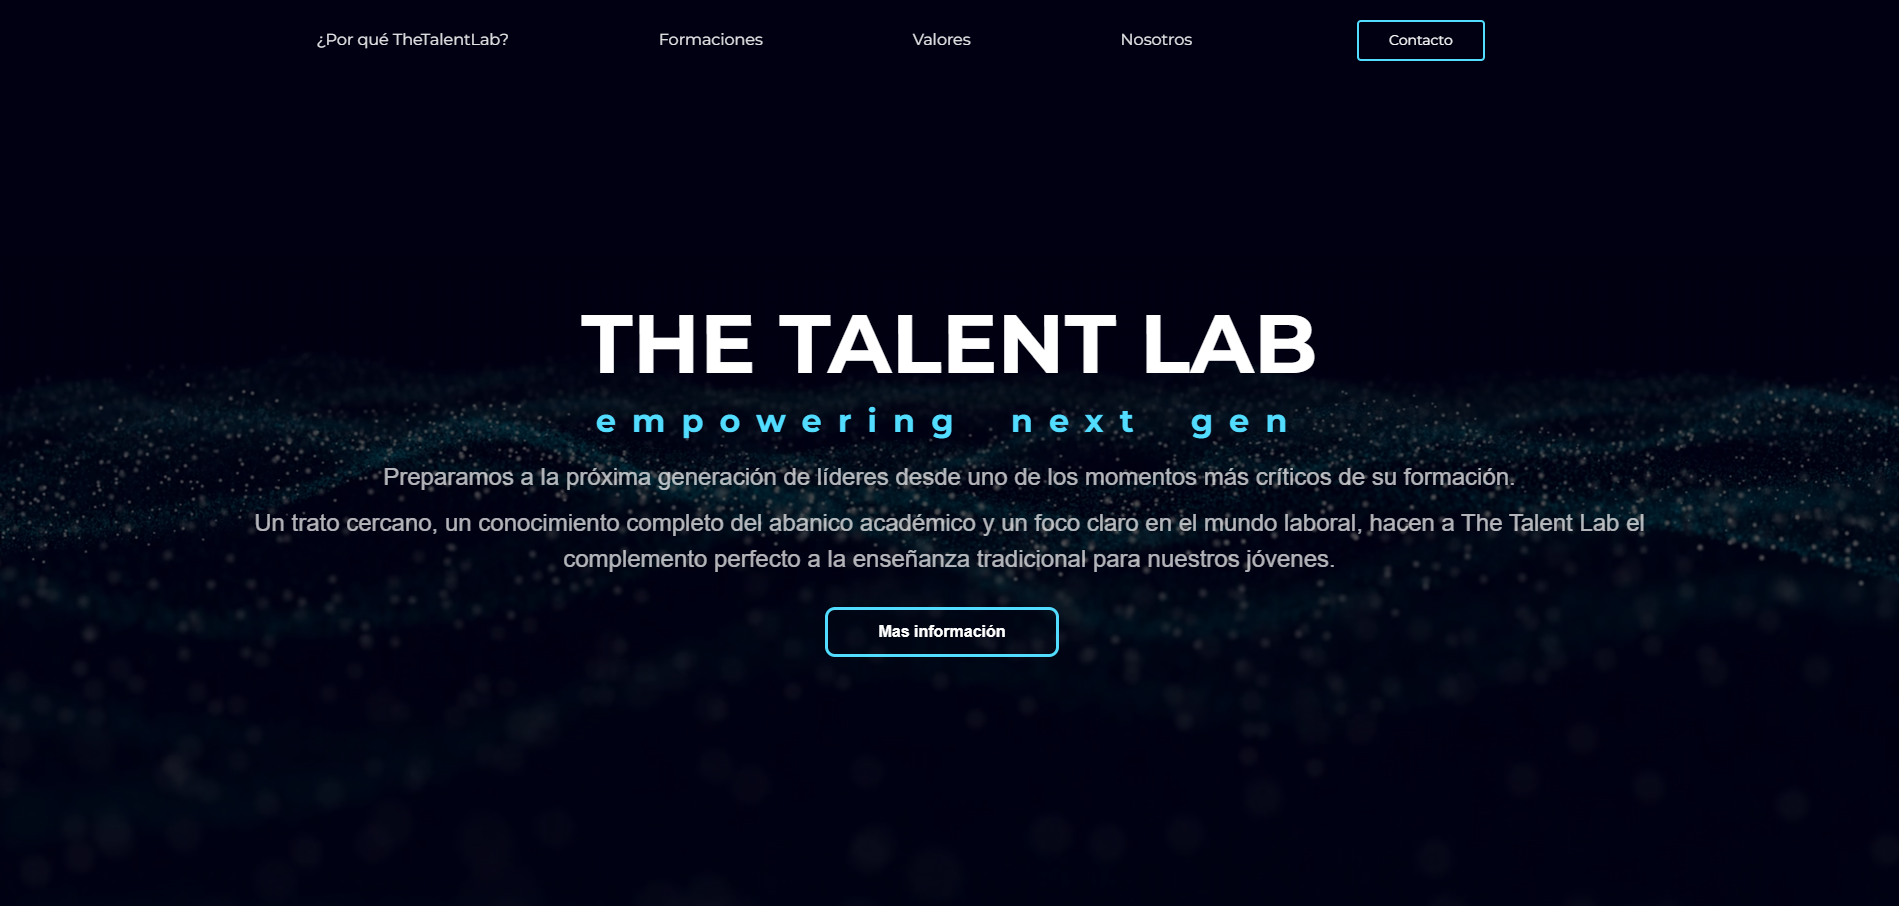 ¿Por qué TheTalentLab?
Formaciones
Valores
Nosotros
Contacto
THE TALENT LAB
empowering next gen
Preparamos a la próxima generación de líderes desde uno de los momentos más críticos de su formación.
Un trato cercano, un conocimiento completo del abanico académico y un foco claro en el mundo laboral, hacen a The Talent Lab el
complemento perfecto a la enseñanza tradicional para nuestros jóvenes.
Mas información